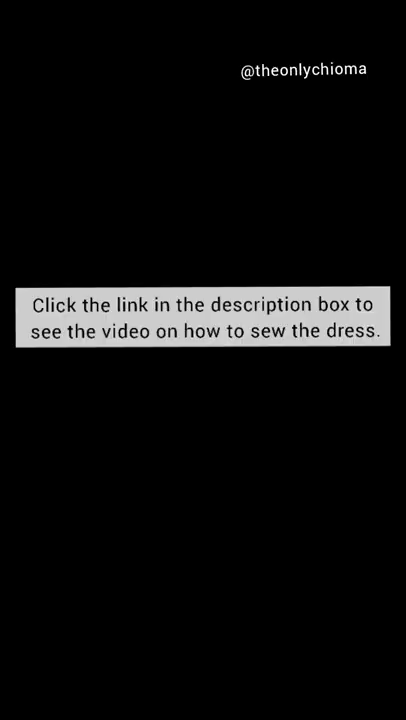 @theonlychioma
Click the link in the description box to
see the video on how to sew the dress.